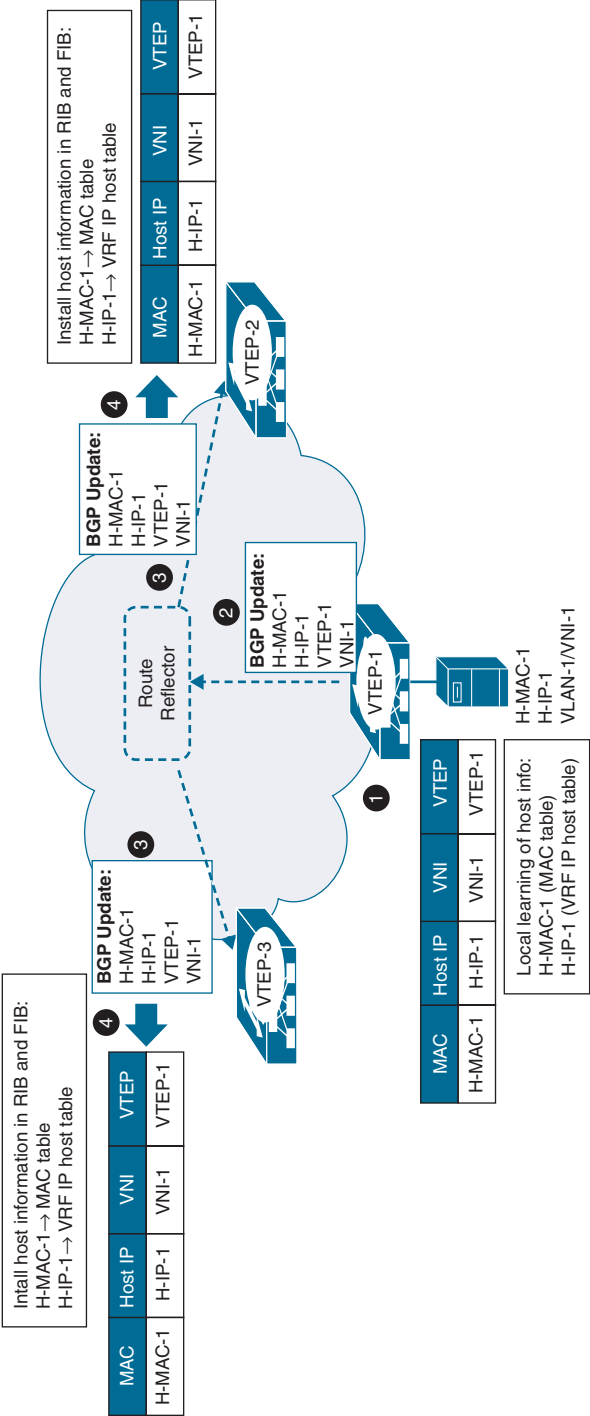 Intall host information in RIB and FIB:
H-MAC-1→ MAC table
H-IP-1→ VRF IP host table
MAC Host IP VNI VTEP
H-MAC-1 H-IP-1 VNI-1 VTEP-1
4
BGP Update:
H-MAC-1
H-IP-1
VTEP-1
VNI-1
3
VTEP-3
Route
Reflector
3
BGP Update:
H-MAC-1
H-IP-1
VTEP-1
VNI-1
4
Install host information in RIB and FIB:
H-MAC-1→ MAC table
H-IP-1→ VRF IP host table
MAC Host IP VNI VTEP
H-MAC-1 H-IP-1 VNI-1 VTEP-1
VTEP-2
2
BGP Update:
H-MAC-1
H-IP-1
VTEP-1
VNI-1
1
VTEP-1
MAC Host IP VNI VTEP
H-MAC-1 H-IP-1 VNI-1 VTEP-1
Local learning of host info:
H-MAC-1 (MAC table)
H-IP-1 (VRF IP host table)
H-MAC-1
H-IP-1
VLAN-1/VNI-1